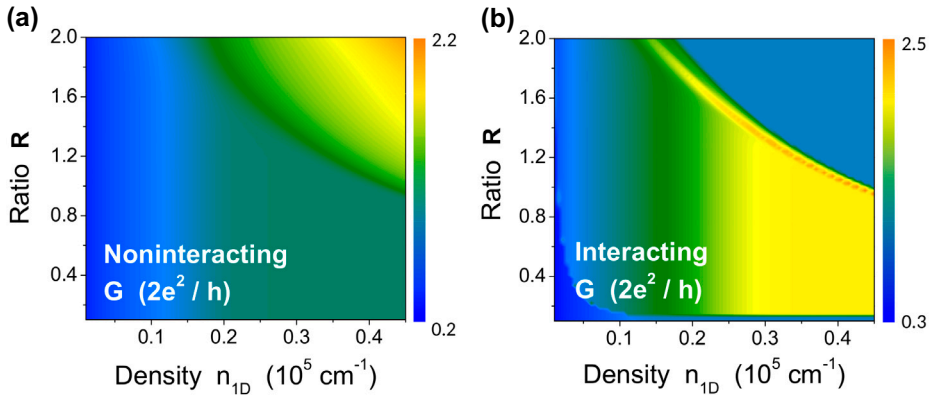 (a)
2.0
1.6
1.2
0.8
0.4
Ratio R
Noninteracting
G (2e² / h)
0.1 0.2 0.3 0.4
Density n₁D (10⁵ cm⁻¹)
2.2
0.2
(b)
2.0
1.6
1.2
0.8
0.4
Ratio R
Interacting
G (2e² / h)
0.1 0.2 0.3 0.4
Density n₁D (10⁵ cm⁻¹)
2.5
0.3